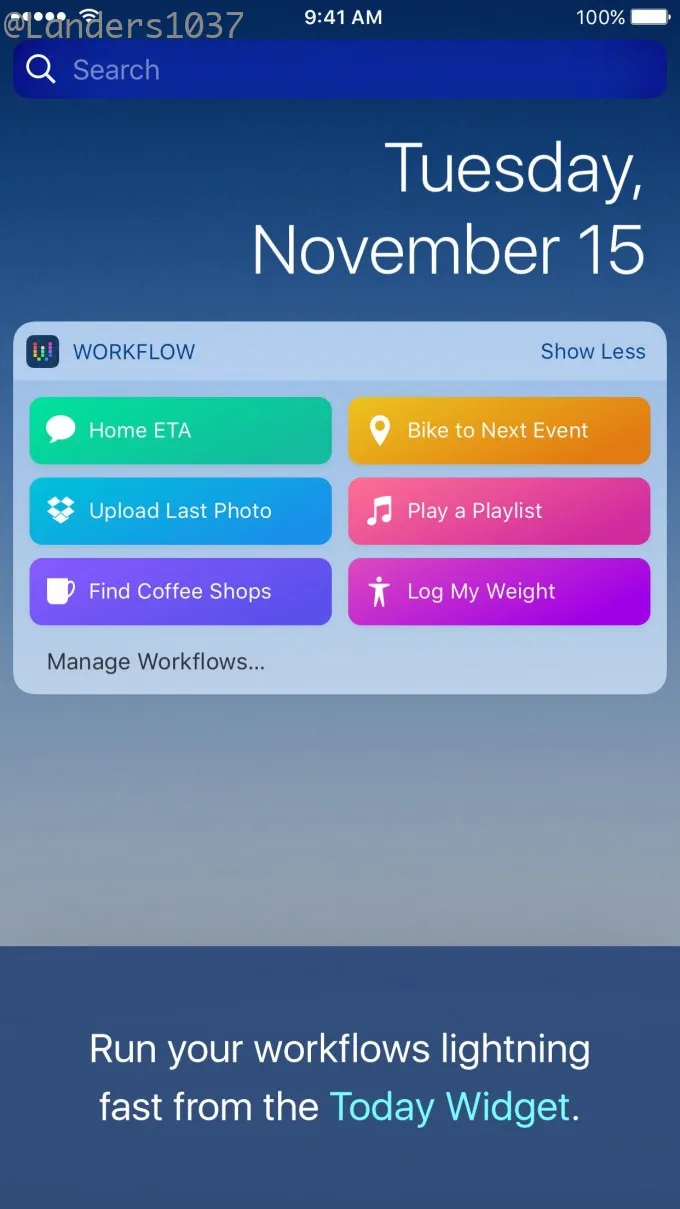 @Landers1037
9:41 AM
100%
Search
Tuesday,
November 15
WORKFLOW
Show Less
Home ETA
Bike to Next Event
Upload Last Photo
Play a Playlist
Find Coffee Shops
Log My Weight
Manage Workflows...
Run your workflows lightning
fast from the Today Widget.